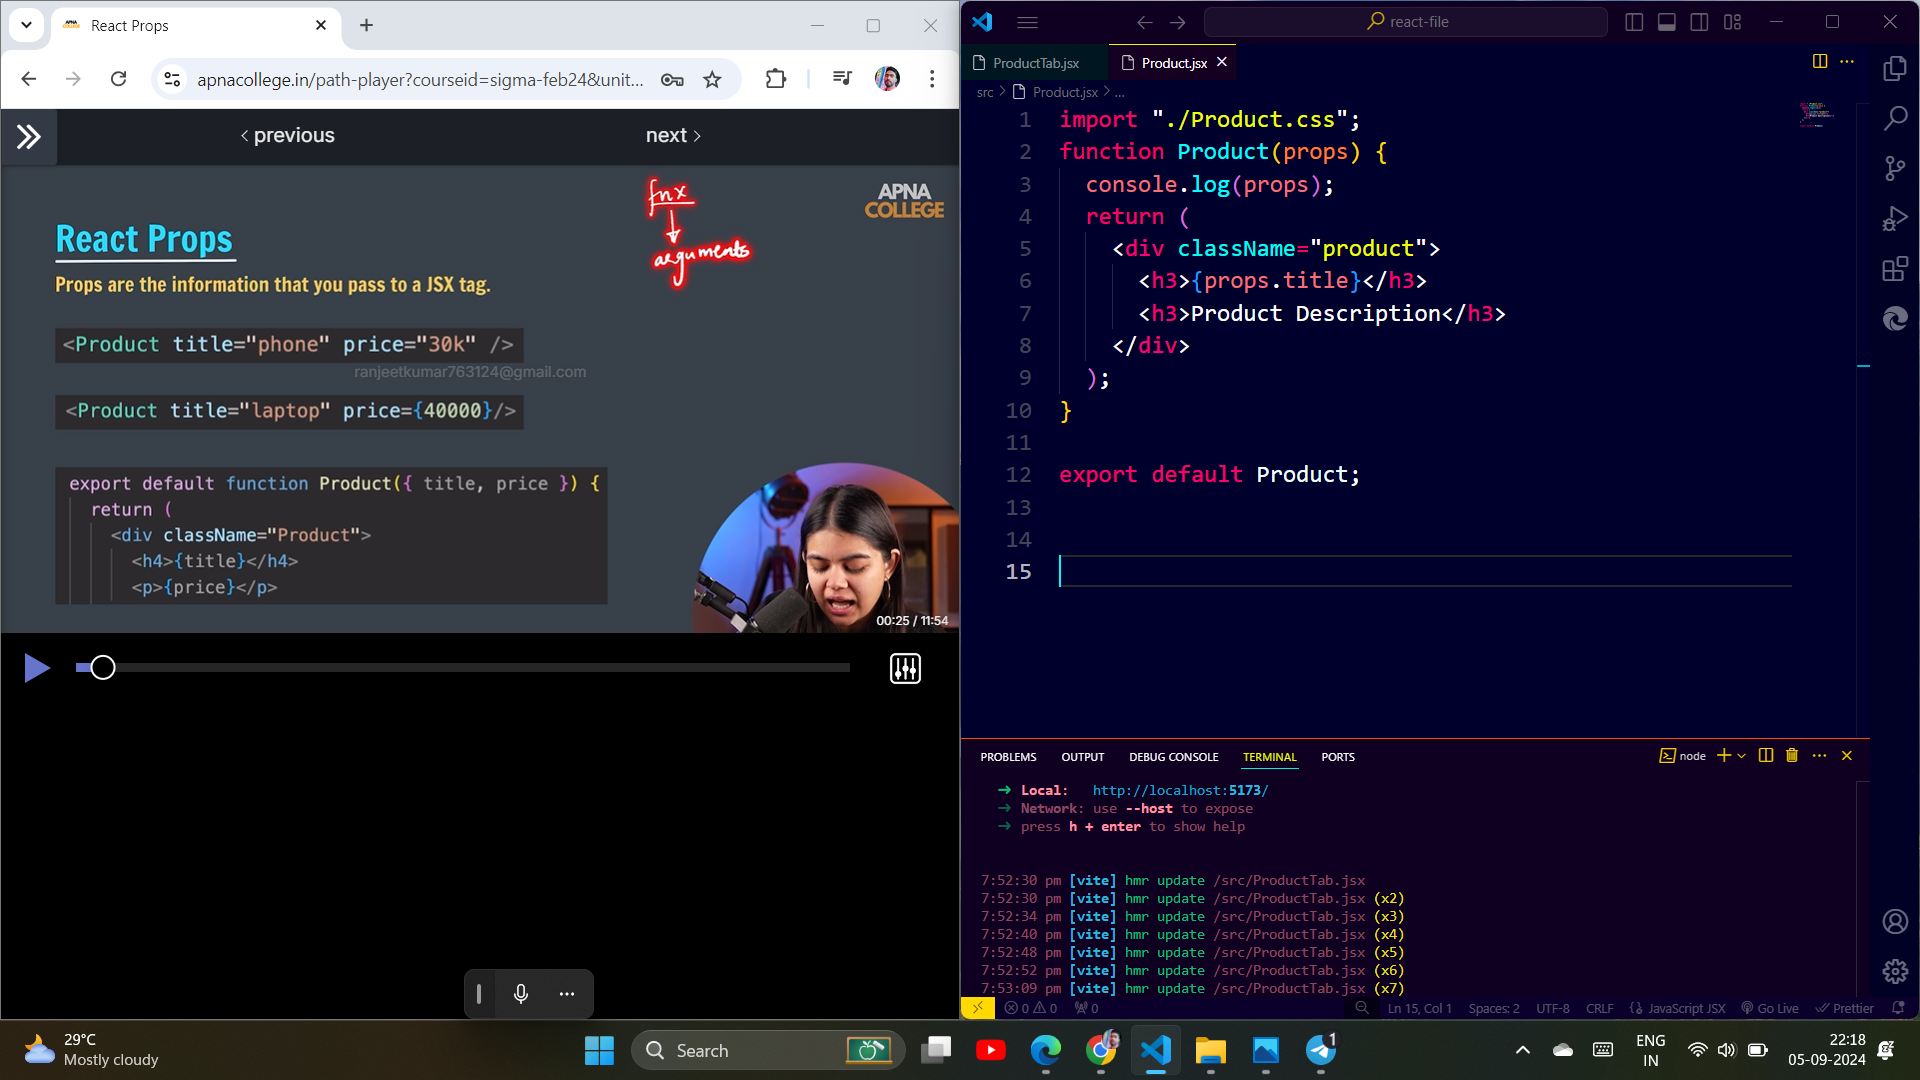 React Props
apnacollege.in/path-player?courseid=sigma-feb24&unit...
previous
next
fnx
arguments
APNA
COLLEGE
React Props
Props are the information that you pass to a JSX tag.
<Product title="phone" price="30k" />
ranjeetkumar763124@gmail.com
<Product title="laptop" price={40000}/>
export default function Product({ title, price }) {
return (
<div className="Product">
<h4>{title}</h4>
<p>{price}</p>
00:25 / 11:54
react-file
ProductTab.jsx
Product.jsx
src > Product.jsx > ...
1 import "./Product.css";
2 function Product(props) {
3 console.log(props);
4 return (
5 <div className="product">
6 <h3>{props.title}</h3>
7 <h3>Product Description</h3>
8 </div>
9 );
10 }
11
12 export default Product;
13
14
15
PROBLEMS OUTPUT DEBUG CONSOLE TERMINAL PORTS
node
→ Local: http://localhost:5173/
→ Network: use --host to expose
→ press h + enter to show help
7:52:30 pm [vite] hmr update /src/ProductTab.jsx
7:52:30 pm [vite] hmr update /src/ProductTab.jsx (x2)
7:52:34 pm [vite] hmr update /src/ProductTab.jsx (x3)
7:52:40 pm [vite] hmr update /src/ProductTab.jsx (x4)
7:52:48 pm [vite] hmr update /src/ProductTab.jsx (x5)
7:52:52 pm [vite] hmr update /src/ProductTab.jsx (x6)
7:53:09 pm [vite] hmr update /src/ProductTab.jsx (x7)
0 0 0 Ln 15, Col 1 Spaces: 2 UTF-8 CRLF {} JavaScript JSX Go Live Prettier
29°C
Mostly cloudy
Search
1
ENG
IN
22:18
05-09-2024